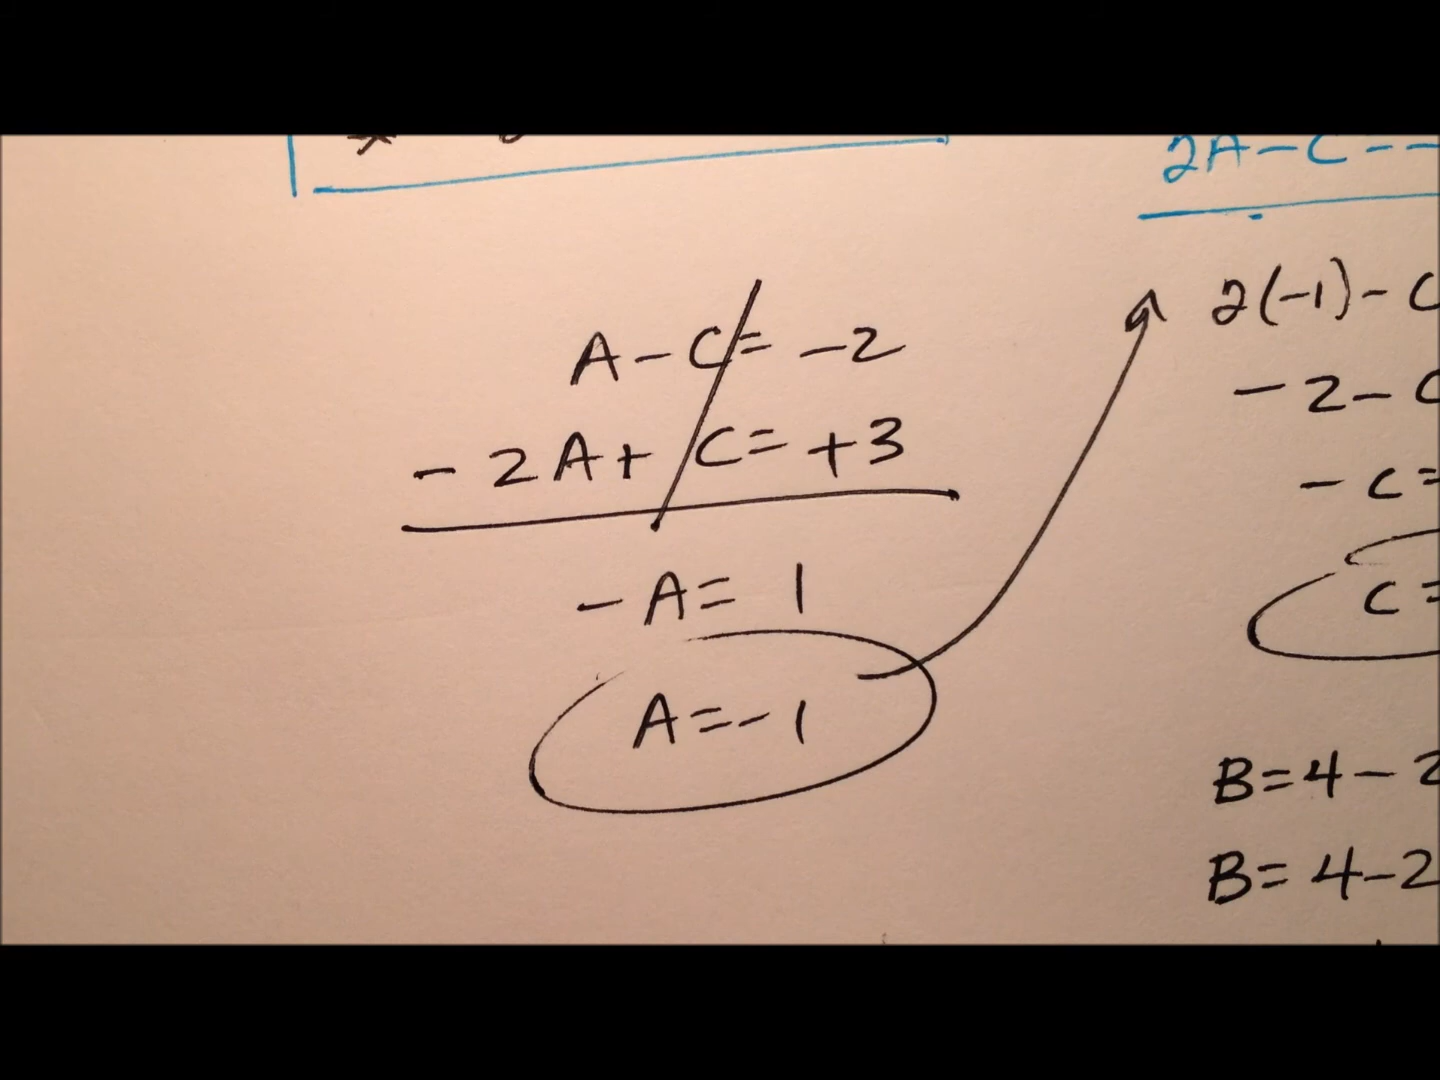 A - C = -2
- 2A + C = +3
- A = 1
A = - 1
2A - C - -
2(-1) - C
- 2 - C
- C =
C =
B = 4 - 2
B = 4 - 2